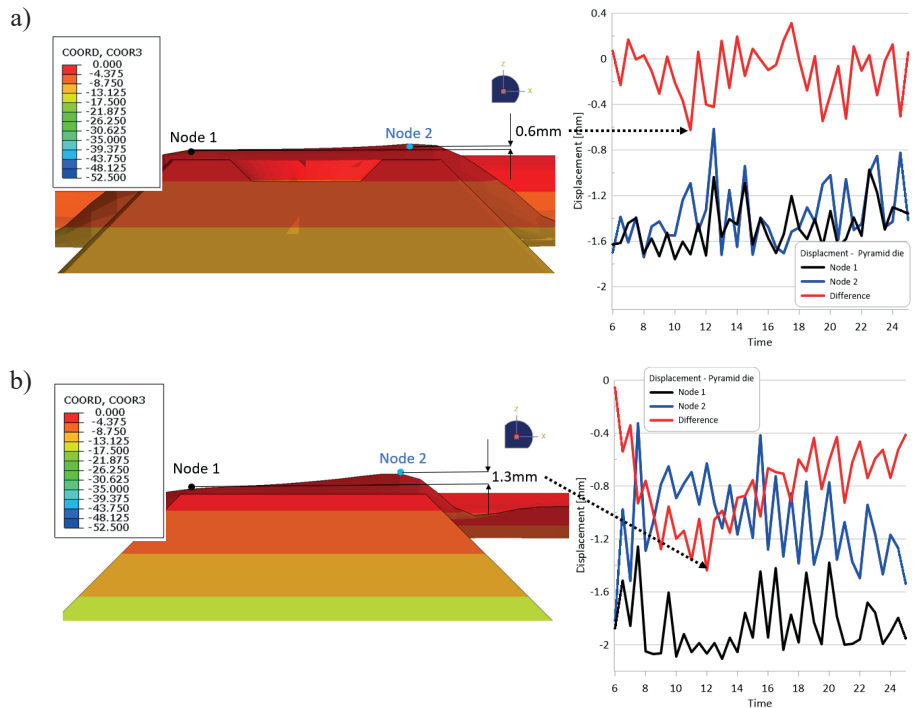 a)
COORD, COOR3
0.000
-4.375
-8.750
-13.125
-17.500
-21.875
-26.250
-30.625
-35.000
-39.375
-43.750
-48.125
-52.500
z
x
Node 1
Node 2
0.6mm
0.4
0
-0.4
-0.8
-1.2
-1.6
-2
Displacement [mm]
Displacment - Pyramid die
Node 1
Node 2
Difference
6 8 10 12 14 16 18 20 22 24
Time
b)
COORD, COOR3
0.000
-4.375
-8.750
-13.125
-17.500
-21.875
-26.250
-30.625
-35.000
-39.375
-43.750
-48.125
-52.500
z
x
Node 1
Node 2
1.3mm
0
-0.4
-0.8
-1.2
-1.6
-2
Displacement [mm]
Displacement - Pyramid die
Node 1
Node 2
Difference
6 8 10 12 14 16 18 20 22 24
Time